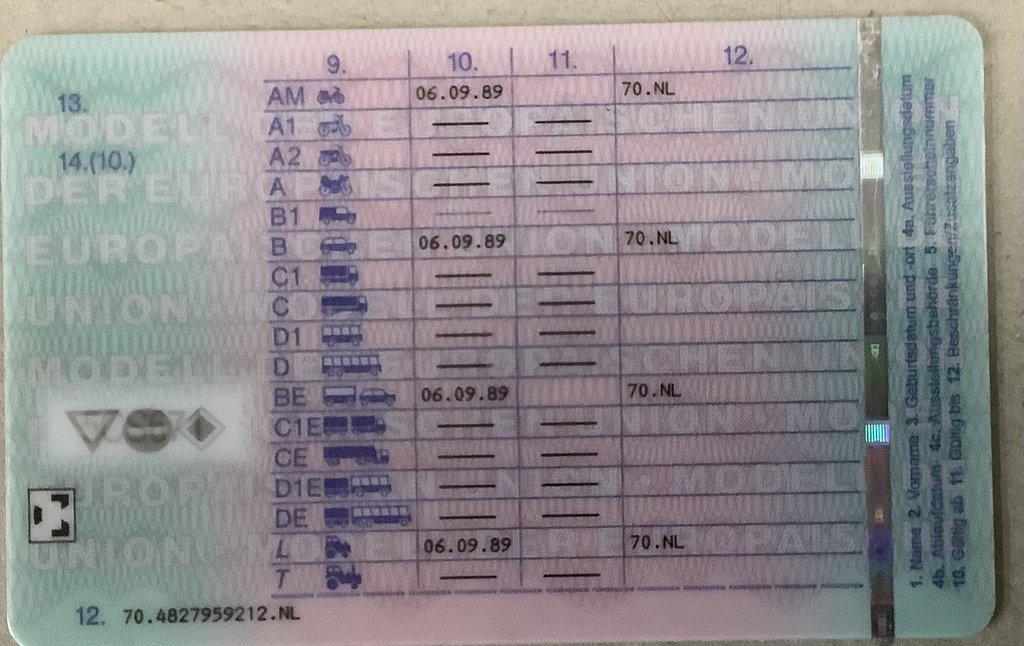 9. 10. 11. 12.
13.
14.(10.)
AM 06.09.89 70.NL
A1 — —
A2 — —
A — —
B1 — —
B 06.09.89 70.NL
C1 — —
C — —
D1 — —
D — —
BE 06.09.89 70.NL
C1E — —
CE — —
D1E — —
DE — —
L 06.09.89 70.NL
T — —
12. 70.4827959212.NL
1. Name 2. Vorname 3. Geburtsdatum und -ort 4a. Ausstellungsdatum
4b. Ablaufdatum 4c. Ausstellungsbehörde 5. Führerscheinnummer
10. Gültig ab 11. Gültig bis 12. Beschränkungen/Zusatzangaben
MODELL DER EUROPÄISCHEN UNION